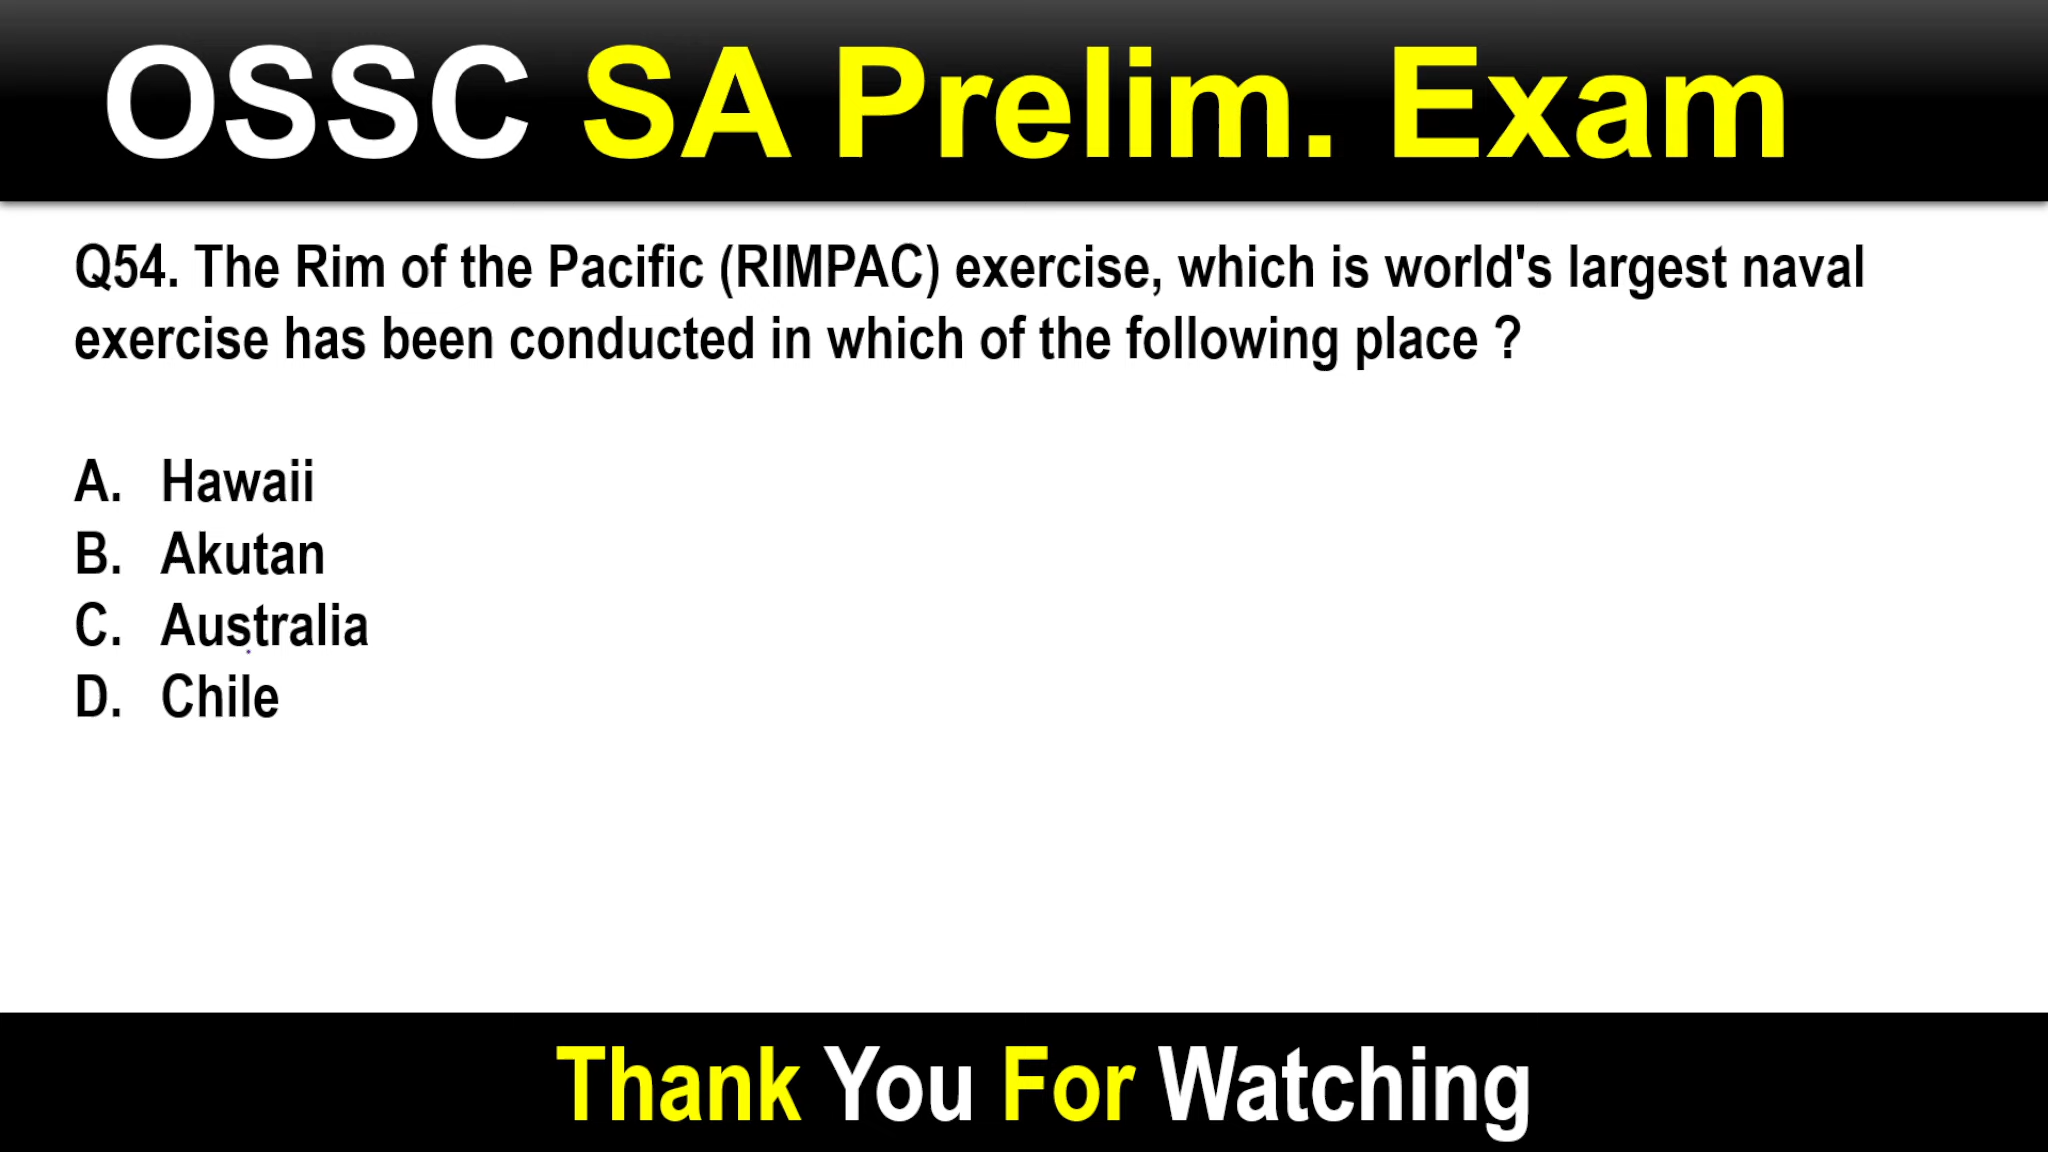 OSSC SA Prelim. Exam
Q54. The Rim of the Pacific (RIMPAC) exercise, which is world's largest naval
exercise has been conducted in which of the following place ?
A. Hawaii
B. Akutan
C. Australia
D. Chile
Thank You For Watching